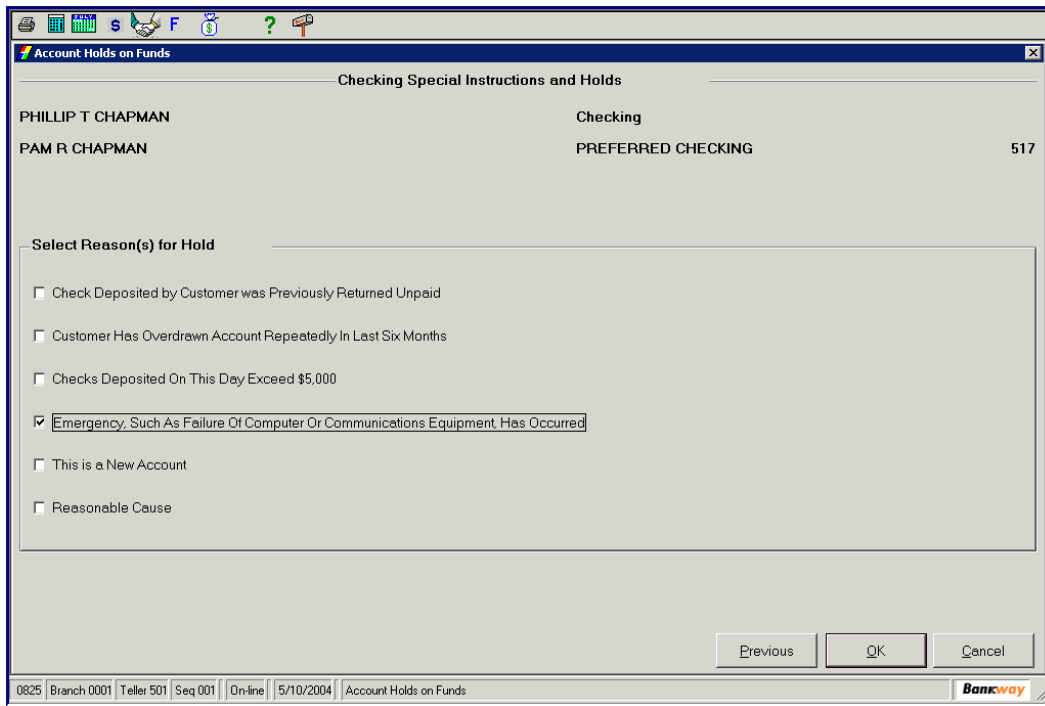 JULY
S F $ ?
Account Holds on Funds
Checking Special Instructions and Holds
PHILLIP T CHAPMAN Checking
PAM R CHAPMAN PREFERRED CHECKING 517
Select Reason(s) for Hold
Check Deposited by Customer was Previously Returned Unpaid
Customer Has Overdrawn Account Repeatedly In Last Six Months
Checks Deposited On This Day Exceed $5,000
Emergency, Such As Failure Of Computer Or Communications Equipment, Has Occurred
This is a New Account
Reasonable Cause
Previous OK Cancel
0825 Branch 0001 Teller 501 Seq 001 On-line 5/10/2004 Account Holds on Funds Bankway